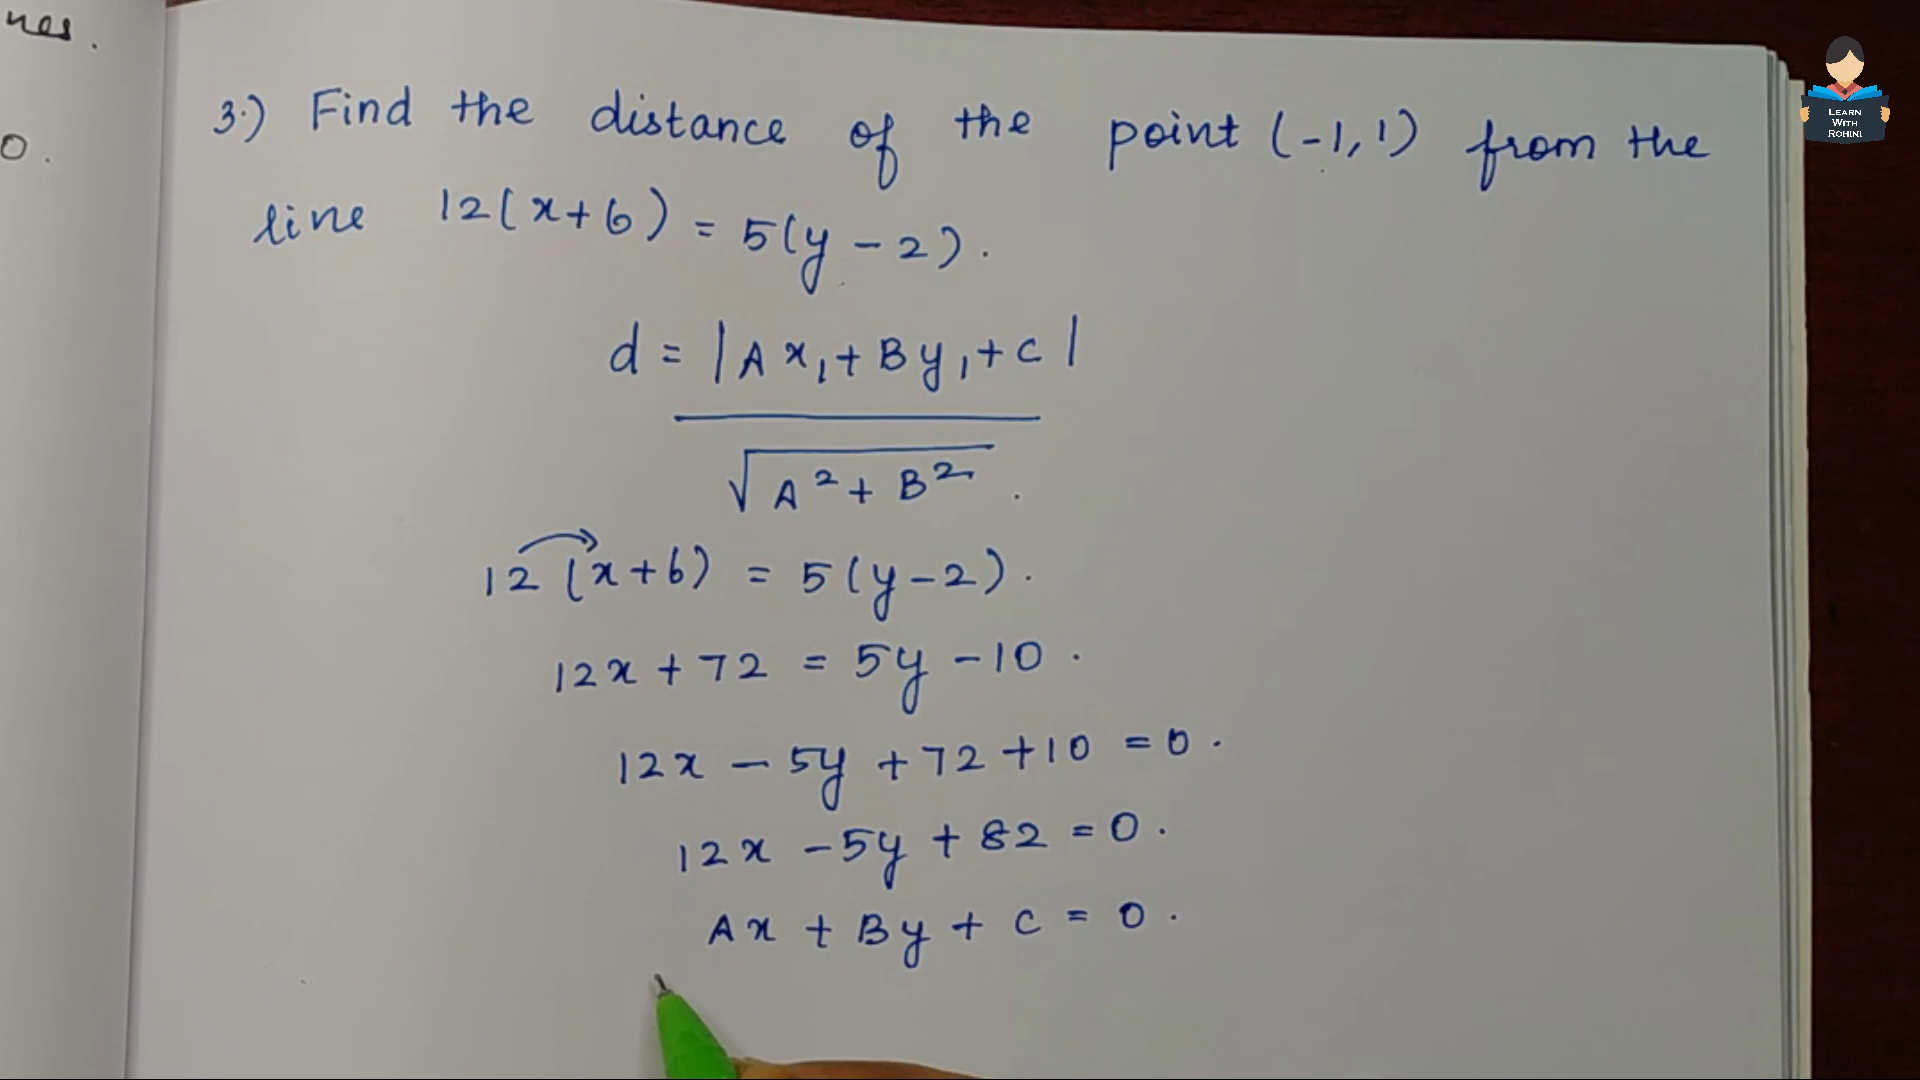 nes.
0.
3.) Find the distance of the point (-1,1) from the
line 12(x+6) = 5(y-2).
d = |Ax₁+By₁+C|
√A²+B² .
12(x+6) = 5(y-2).
12x+72 = 5y-10.
12x-5y+72+10=0.
12x-5y+82=0.
Ax+By+C=0.
LEARN
WITH
ROHINI